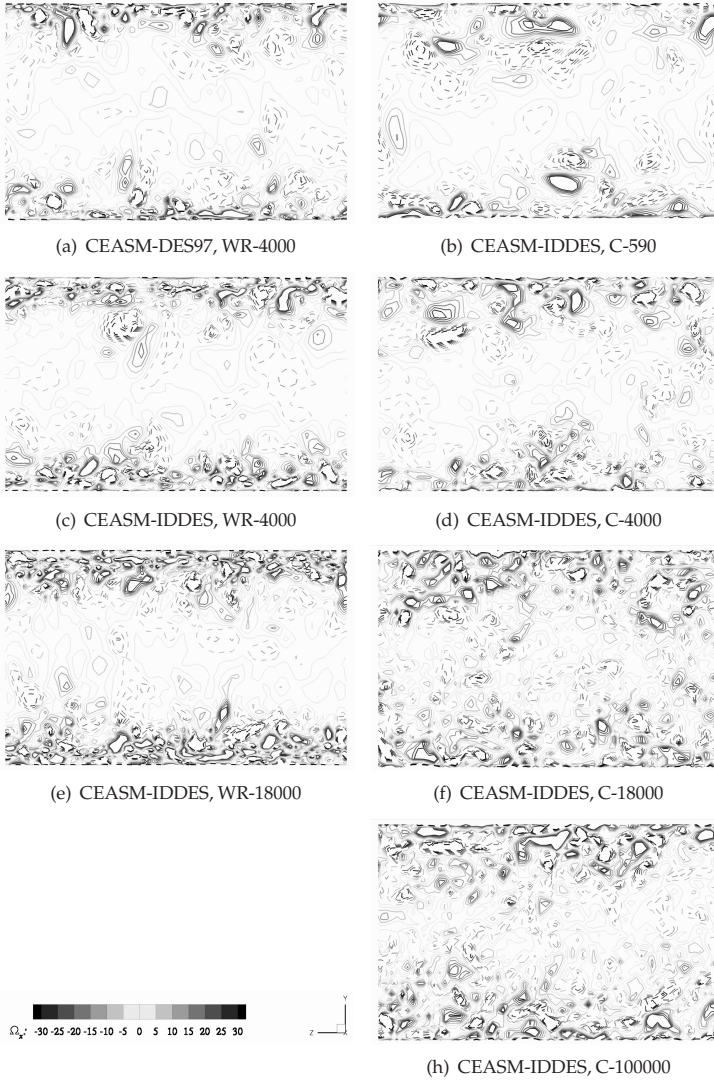 (a) CEASM-DES97, WR-4000
(b) CEASM-IDDES, C-590
(c) CEASM-IDDES, WR-4000
(d) CEASM-IDDES, C-4000
(e) CEASM-IDDES, WR-18000
(f) CEASM-IDDES, C-18000
Ωx' -30 -25 -20 -15 -10 -5 0 5 10 15 20 25 30
Y
Z X
(h) CEASM-IDDES, C-100000